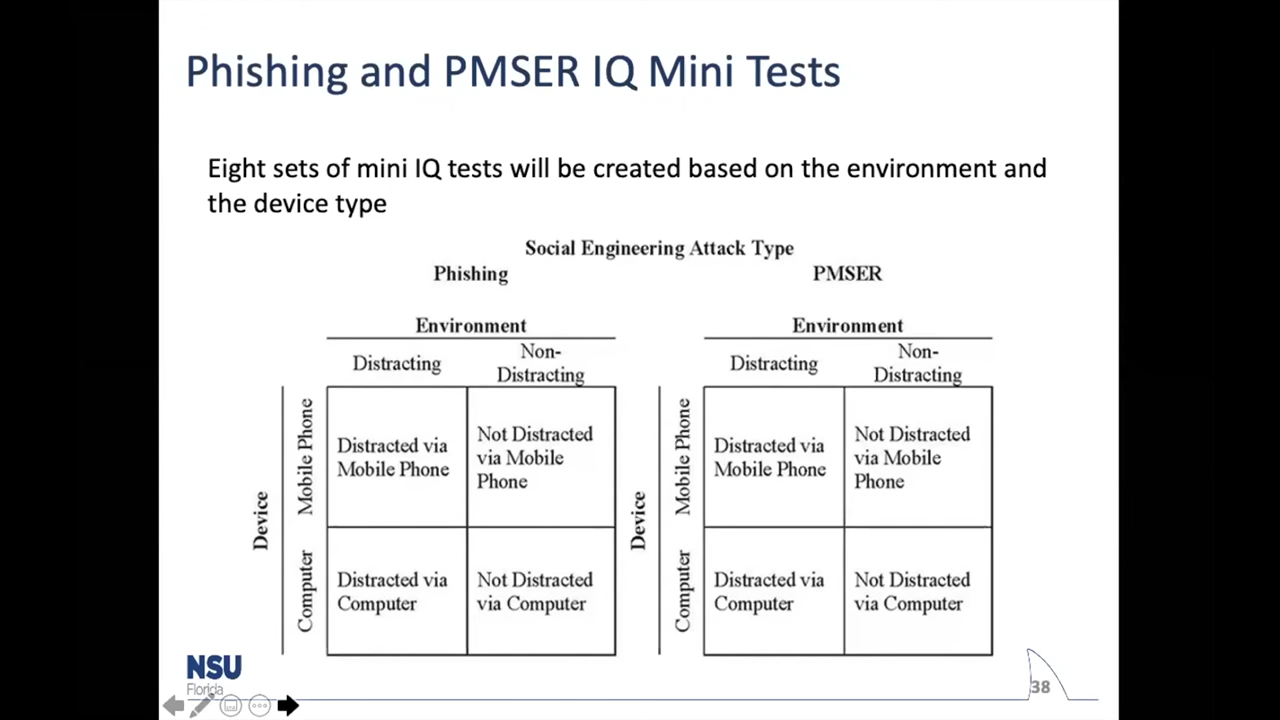 Phishing and PMSER IQ Mini Tests
Eight sets of mini IQ tests will be created based on the environment and
the device type
Social Engineering Attack Type
Phishing
PMSER
Environment
Environment
Distracting
Non-
Distracting
Distracting
Non-
Distracting
Device
Mobile Phone
Distracted via
Mobile Phone
Not Distracted
via Mobile
Phone
Computer
Distracted via
Computer
Not Distracted
via Computer
Device
Mobile Phone
Distracted via
Mobile Phone
Not Distracted
via Mobile
Phone
Computer
Distracted via
Computer
Not Distracted
via Computer
NSU
Florida
38